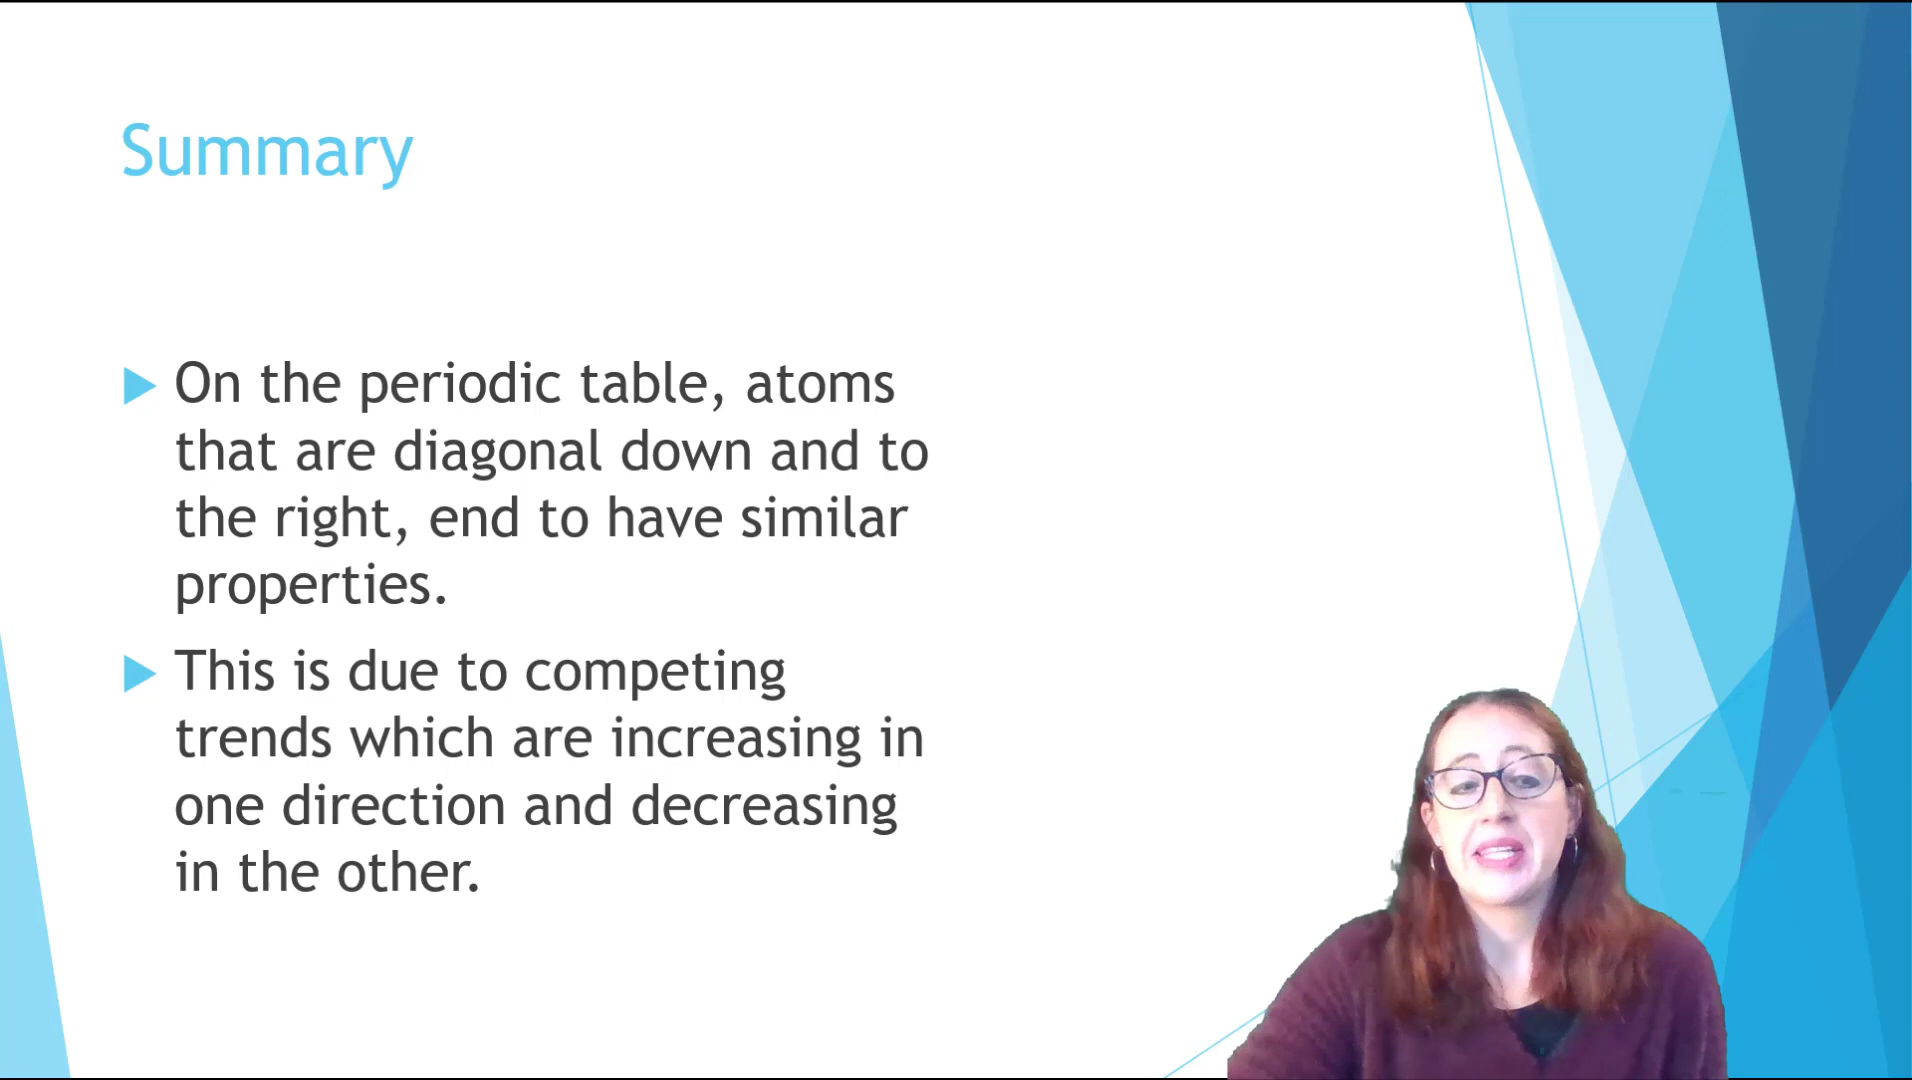 Summary
On the periodic table, atoms
that are diagonal down and to
the right, end to have similar
properties.
This is due to competing
trends which are increasing in
one direction and decreasing
in the other.